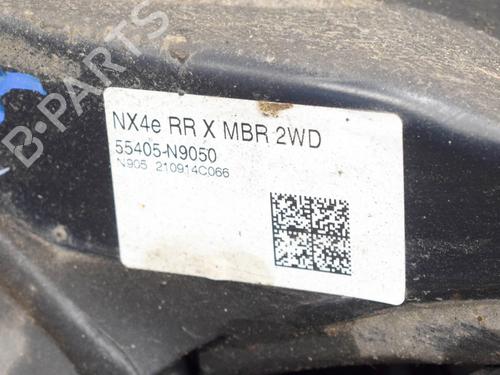 B-PARTS
NX4e RR X MBR 2WD
55405-N9050
N905 210914C066